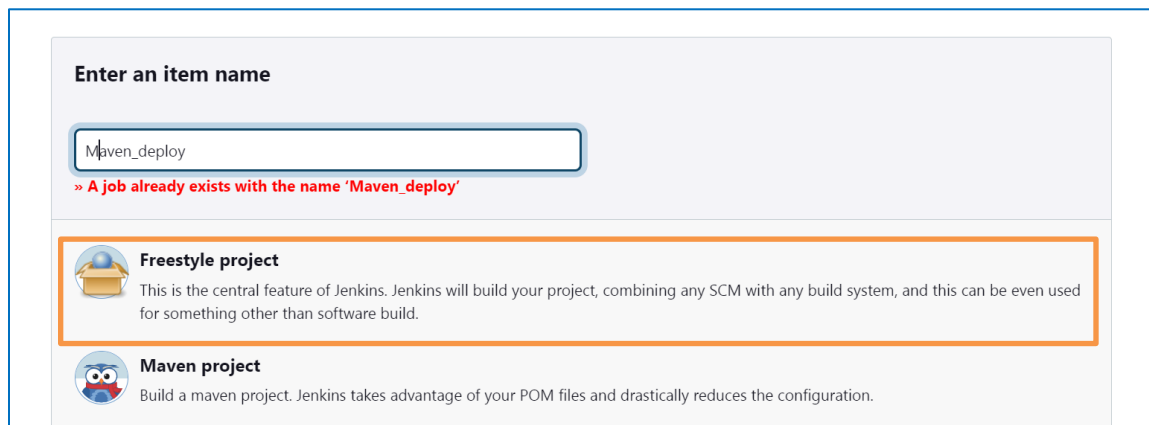 Enter an item name
Maven_deploy
» A job already exists with the name ‘Maven_deploy’
Freestyle project
This is the central feature of Jenkins. Jenkins will build your project, combining any SCM with any build system, and this can be even used
for something other than software build.
Maven project
Build a maven project. Jenkins takes advantage of your POM files and drastically reduces the configuration.